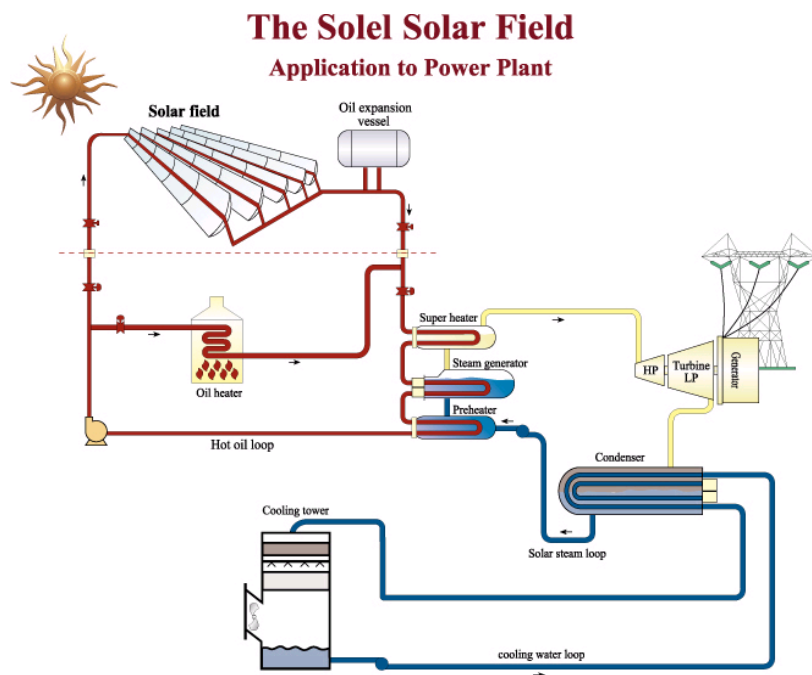 The Solel Solar Field
Application to Power Plant
Solar field
Oil expansion
vessel
Super heater
Steam generator
Preheater
Oil heater
Hot oil loop
HP
Turbine
LP
Generator
Condenser
Solar steam loop
Cooling tower
cooling water loop